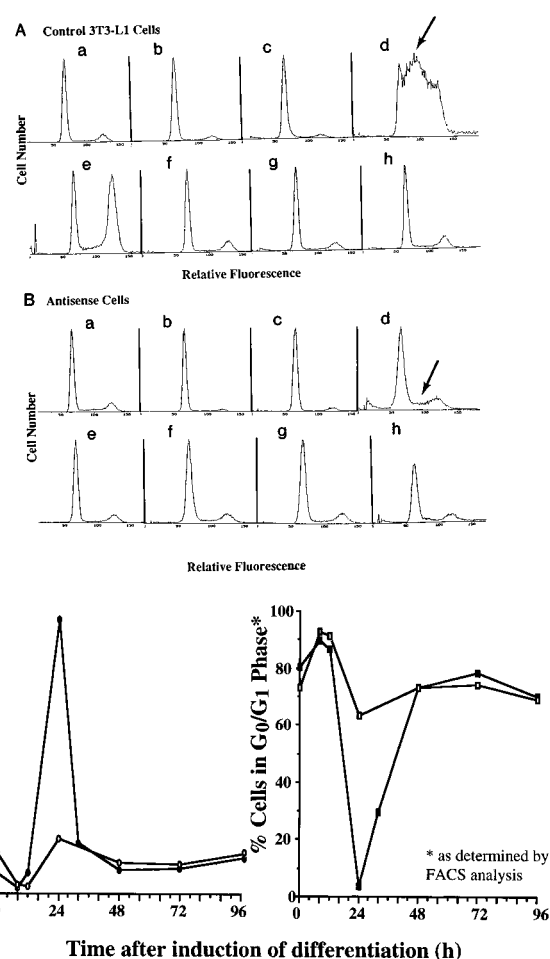 A Control 3T3-L1 Cells
a b c d
Cell Number
e f g h
Relative Fluorescence
B Antisense Cells
a b c d
Cell Number
e f g h
Relative Fluorescence
% Cells in G0/G1 Phase*
100
80
60
40
20
0
* as determined by
FACS analysis
24 48 72 96
0 24 48 72 96
Time after induction of differentiation (h)